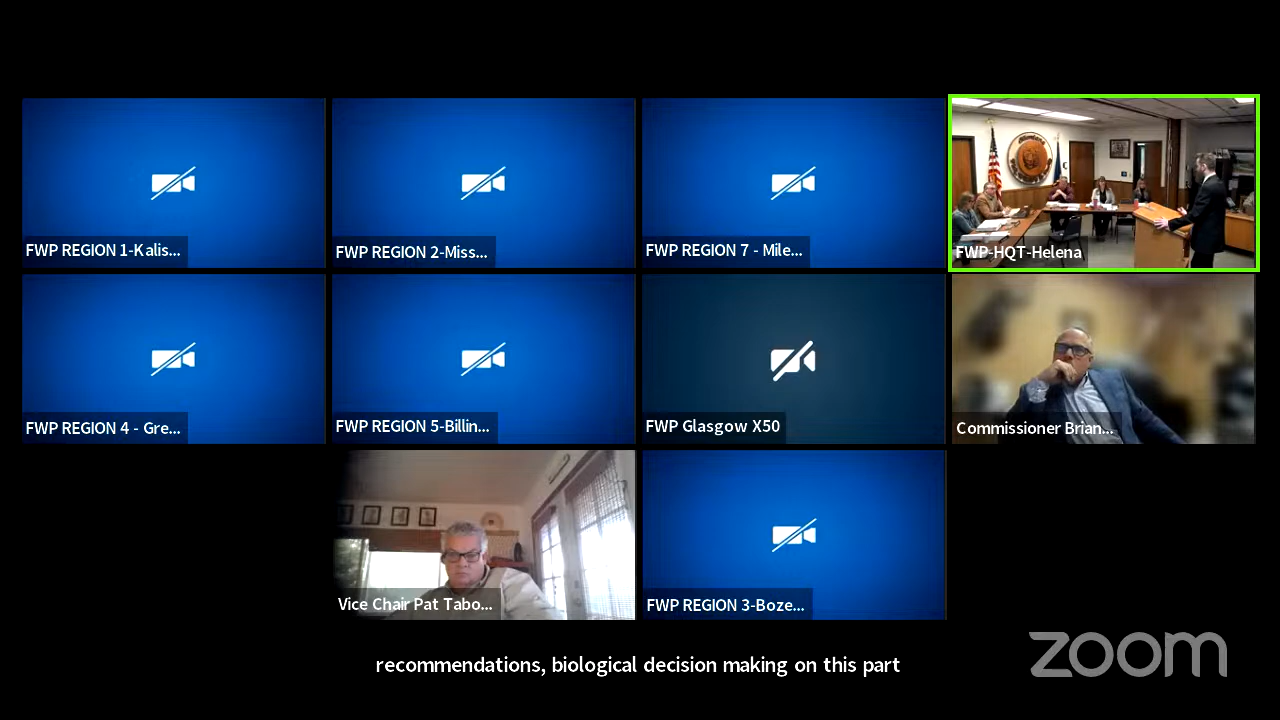 FWP REGION 1-Kalis...
FWP REGION 2-Miss...
FWP REGION 7 - Mile...
FWP-HQT-Helena
FWP REGION 4 - Gre...
FWP REGION 5-Billin...
FWP Glasgow X50
Commissioner Brian...
Vice Chair Pat Tabo...
FWP REGION 3-Boze...
recommendations, biological decision making on this part
zoom